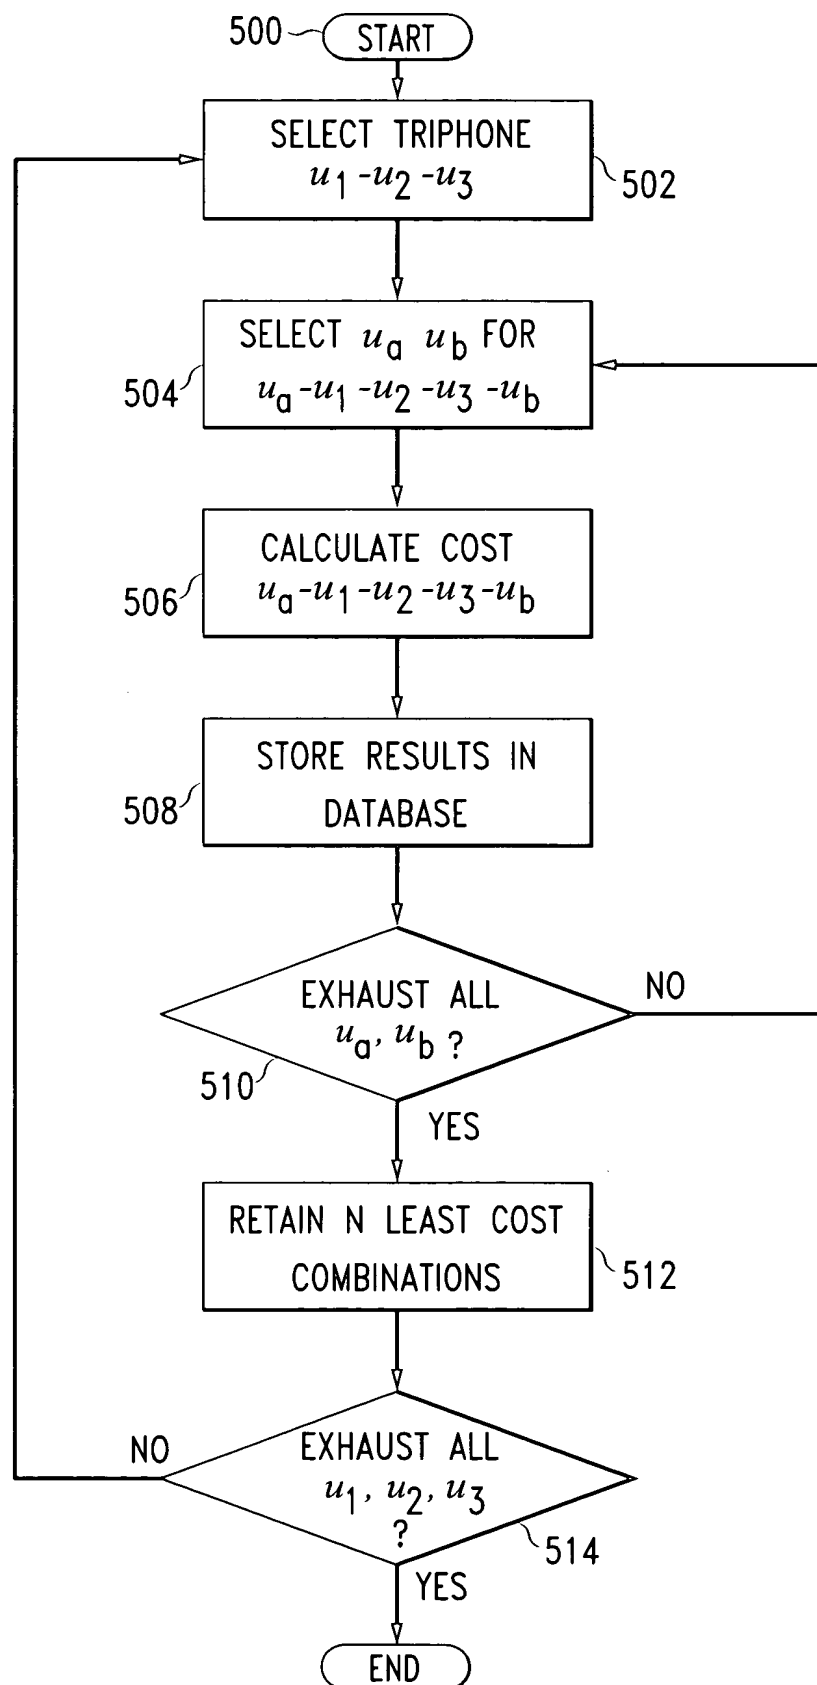 500
START
SELECT TRIPHONE
u1 -u2 -u3
502
SELECT ua ub FOR
ua -u1 -u2 -u3 -ub
504
CALCULATE COST
ua -u1 -u2 -u3 -ub
506
STORE RESULTS IN
DATABASE
508
EXHAUST ALL
ua, ub ?
510
NO
YES
RETAIN N LEAST COST
COMBINATIONS
512
NO
EXHAUST ALL
u1, u2, u3
?
514
YES
END